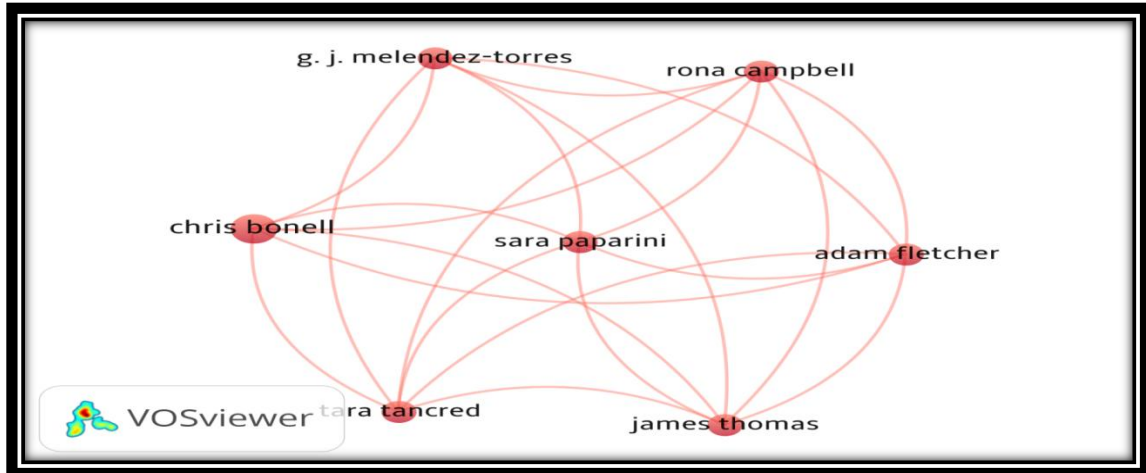 g. j. melendez-torres
rona campbell
chris bonell
sara paparini
adam fletcher
VOSviewer
tara tancred
james thomas